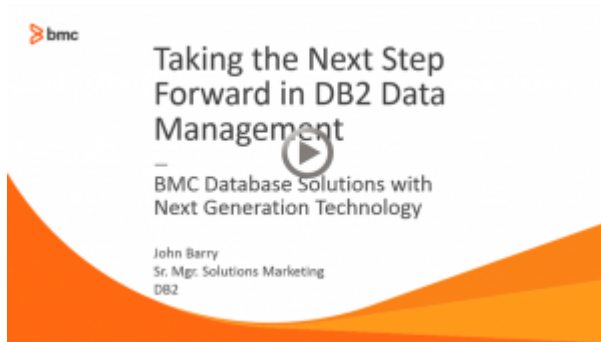 bmc
Taking the Next Step
Forward in DB2 Data
Management
BMC Database Solutions with
Next Generation Technology
John Barry
Sr. Mgr. Solutions Marketing
DB2